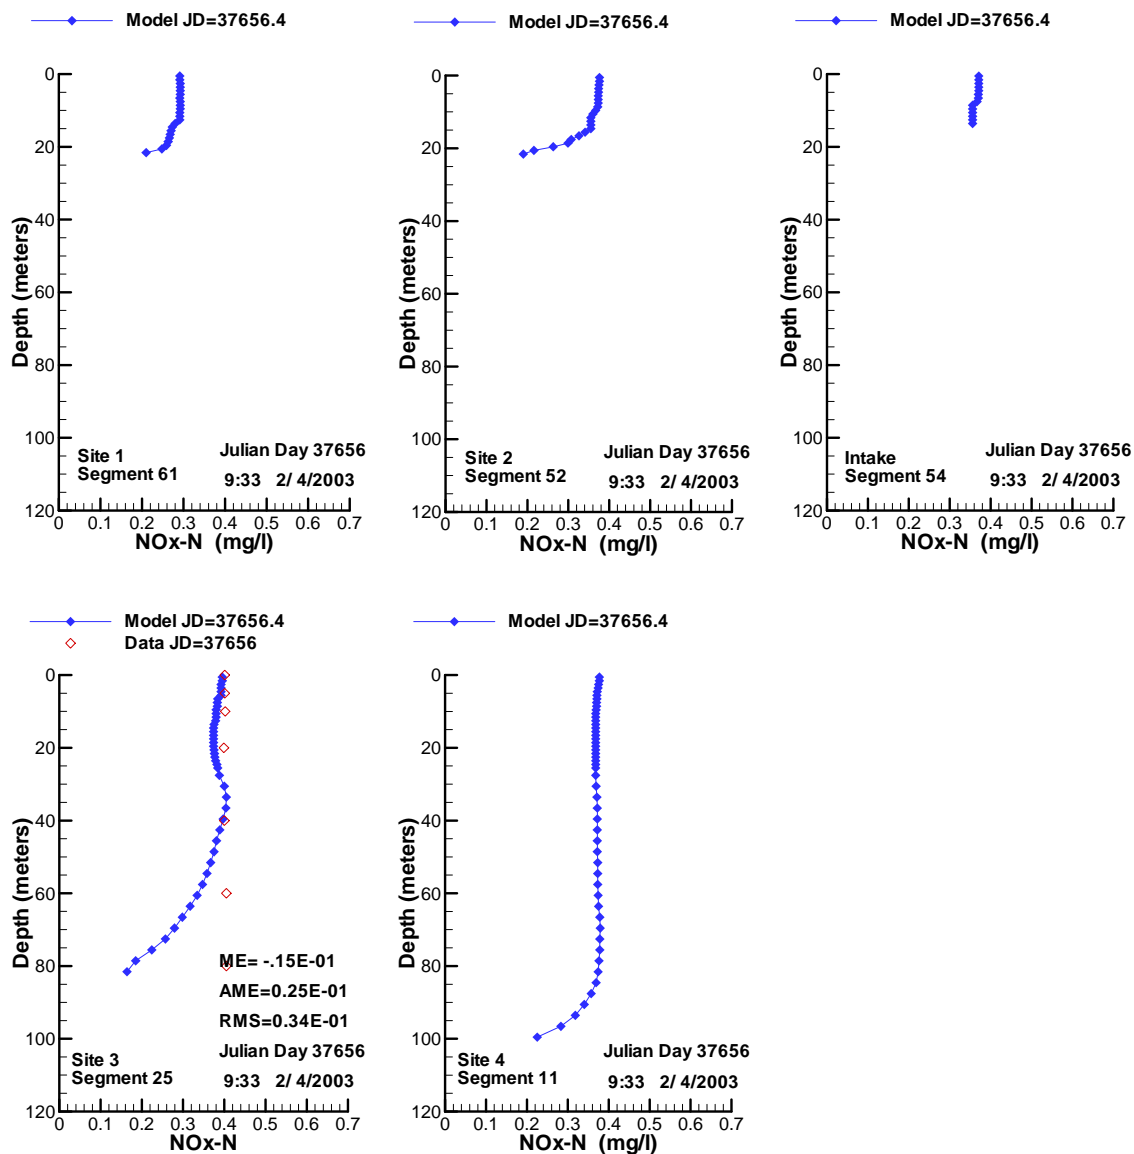 Model JD=37656.4
0
20
40
60
80
100
120
Depth (meters)
Site 1
Segment 61
Julian Day 37656
9:33 2/ 4/2003
0 0.1 0.2 0.3 0.4 0.5 0.6 0.7
NOx-N (mg/l)
Model JD=37656.4
0
20
40
60
80
100
120
Depth (meters)
Site 2
Segment 52
Julian Day 37656
9:33 2/ 4/2003
0 0.1 0.2 0.3 0.4 0.5 0.6 0.7
NOx-N (mg/l)
Model JD=37656.4
0
20
40
60
80
100
120
Depth (meters)
Intake
Segment 54
Julian Day 37656
9:33 2/ 4/2003
0 0.1 0.2 0.3 0.4 0.5 0.6 0.7
NOx-N (mg/l)
Model JD=37656.4
Data JD=37656
0
20
40
60
80
100
120
Depth (meters)
ME= -.15E-01
AME=0.25E-01
RMS=0.34E-01
Site 3
Segment 25
Julian Day 37656
9:33 2/ 4/2003
0 0.1 0.2 0.3 0.4 0.5 0.6 0.7
NOx-N
Model JD=37656.4
0
20
40
60
80
100
120
Depth (meters)
Site 4
Segment 11
Julian Day 37656
9:33 2/ 4/2003
0 0.1 0.2 0.3 0.4 0.5 0.6 0.7
NOx-N (mg/l)